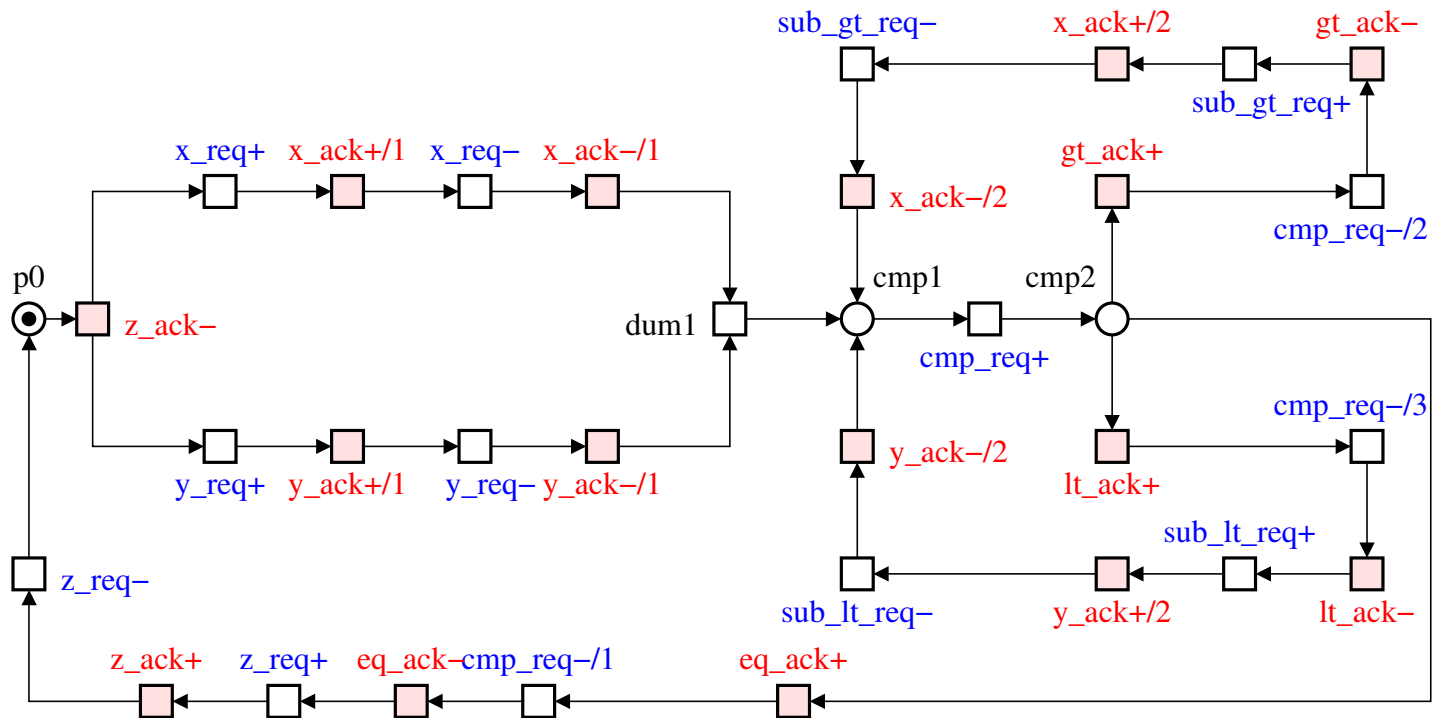 sub_gt_req− x_ack+/2 gt_ack−
sub_gt_req+
x_req+ x_ack+/1 x_req− x_ack−/1 gt_ack+
x_ack−/2
cmp_req−/2
p0 cmp1 cmp2
z_ack− dum1
cmp_req+
cmp_req−/3
y_ack−/2
y_req+ y_ack+/1 y_req− y_ack−/1 lt_ack+
sub_lt_req+
z_req−
sub_lt_req− y_ack+/2 lt_ack−
z_ack+ z_req+ eq_ack− cmp_req−/1 eq_ack+